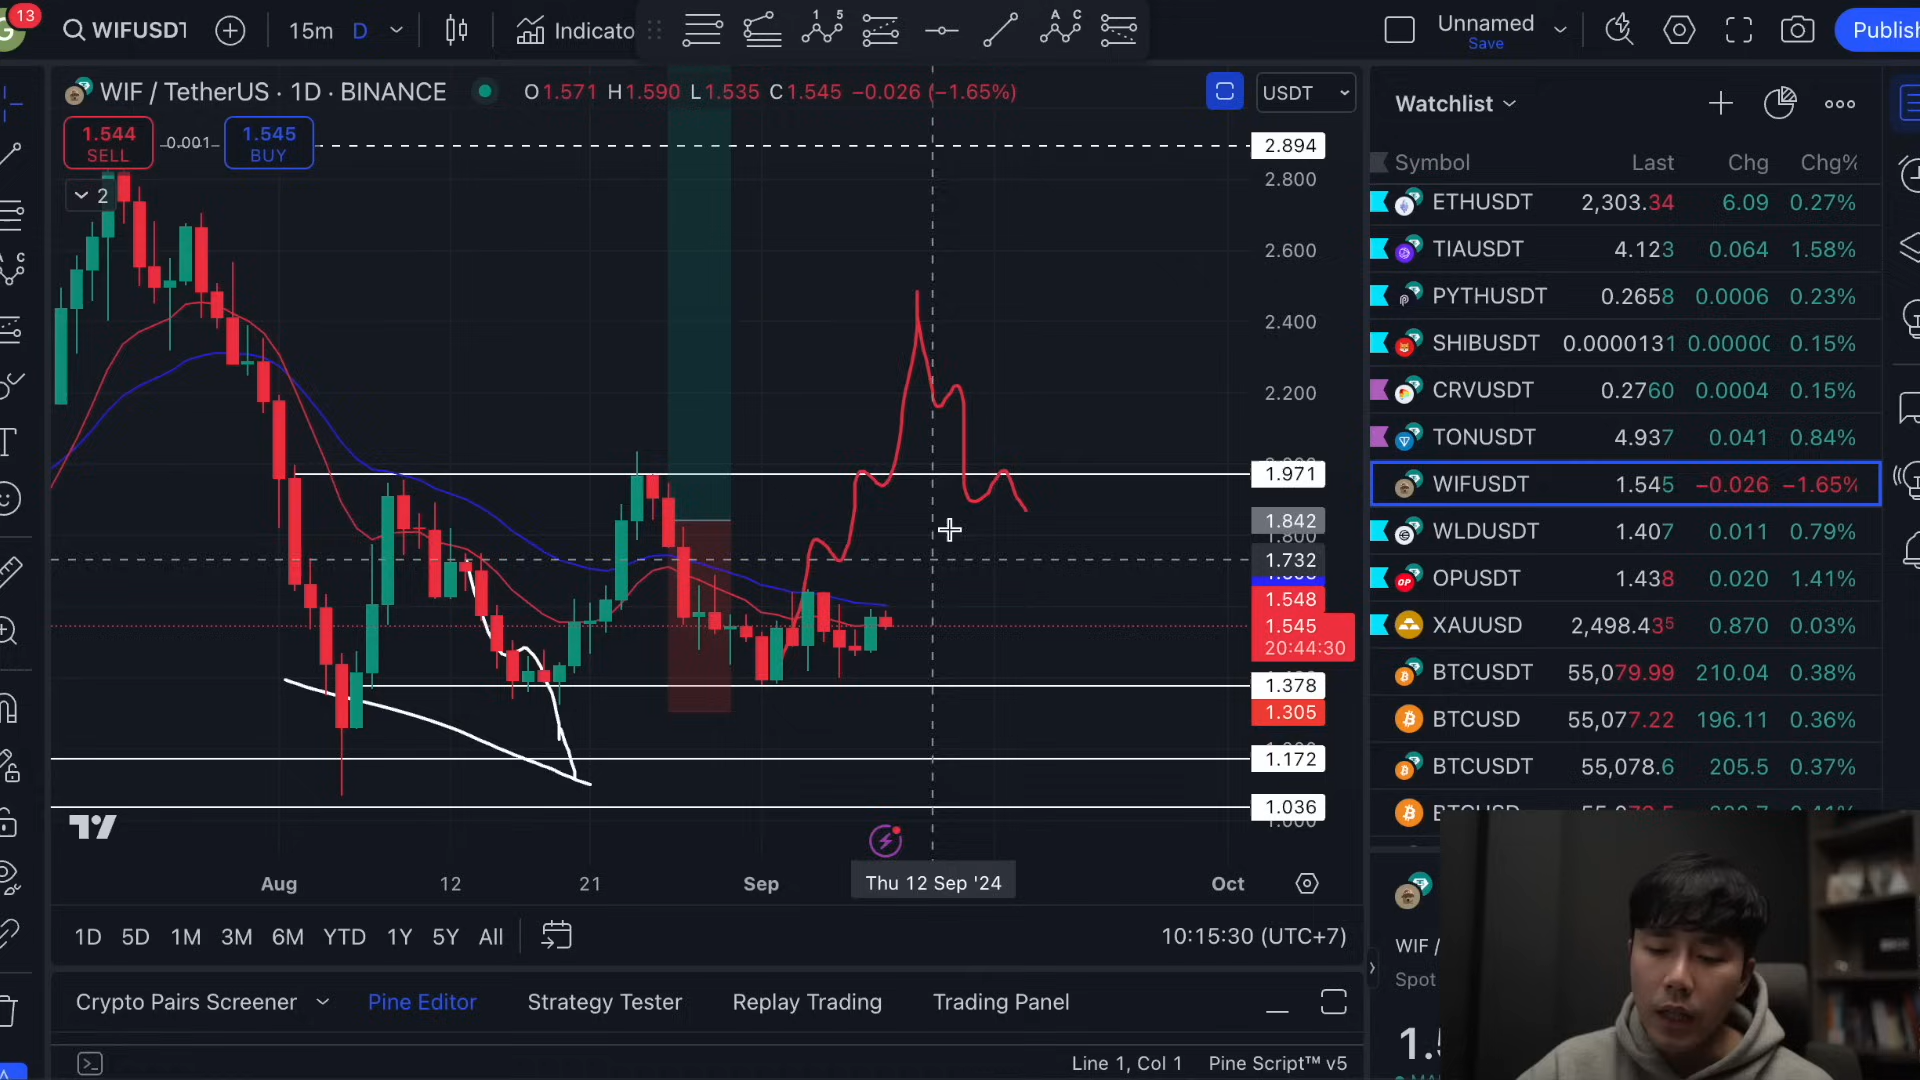 13
WIFUSDT
15m
D
Indicato
1 5
A C
Unnamed
Save
Publish
WIF / TetherUS · 1D · BINANCE
O1.571 H1.590 L1.535 C1.545 −0.026 (−1.65%)
USDT
1.544
SELL
0.001
1.545
BUY
2
2.894
2.800
2.600
2.400
2.200
1.971
1.842
1.732
1.548
1.545
20:44:30
1.378
1.305
1.172
1.036
Aug
12
21
Sep
Thu 12 Sep '24
Oct
1D
5D
1M
3M
6M
YTD
1Y
5Y
All
10:15:30 (UTC+7)
Crypto Pairs Screener
Pine Editor
Strategy Tester
Replay Trading
Trading Panel
Line 1, Col 1
Pine Script™ v5
Watchlist
Symbol Last Chg Chg%
ETHUSDT 2,303.34 6.09 0.27%
TIAUSDT 4.123 0.064 1.58%
PYTHUSDT 0.2658 0.0006 0.23%
SHIBUSDT 0.0000131 0.00000 0.15%
CRVUSDT 0.2760 0.0004 0.15%
TONUSDT 4.937 0.041 0.84%
WIFUSDT 1.545 −0.026 −1.65%
WLDUSDT 1.407 0.011 0.79%
OPUSDT 1.438 0.020 1.41%
XAUUSD 2,498.435 0.870 0.03%
BTCUSDT 55,079.99 210.04 0.38%
BTCUSD 55,077.22 196.11 0.36%
BTCUSDT 55,078.6 205.5 0.37%
WIF /
Spot